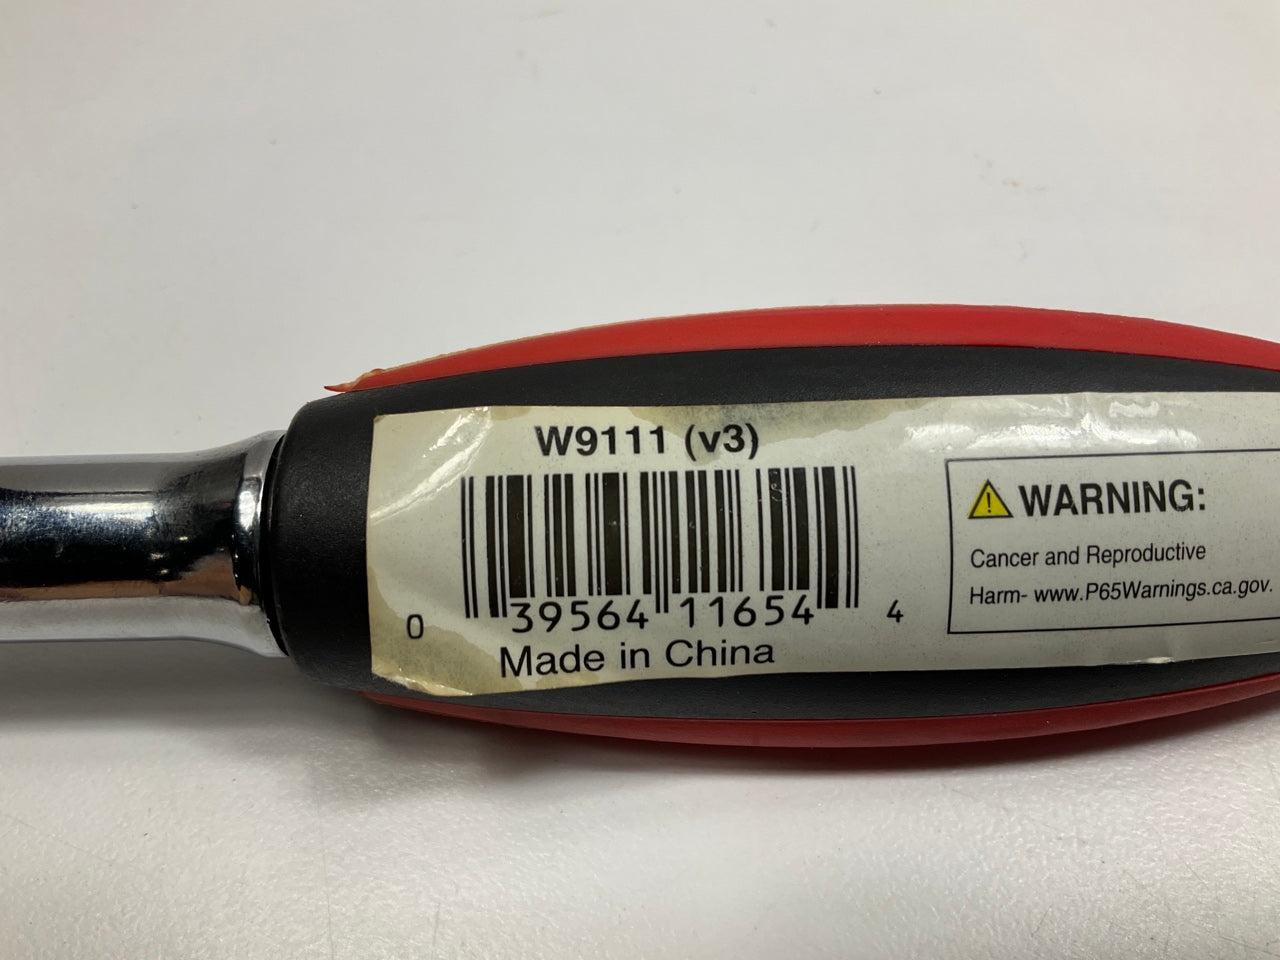 W9111 (v3)
0 39564 11654 4
Made in China
WARNING:
Cancer and Reproductive
Harm- www.P65Warnings.ca.gov.